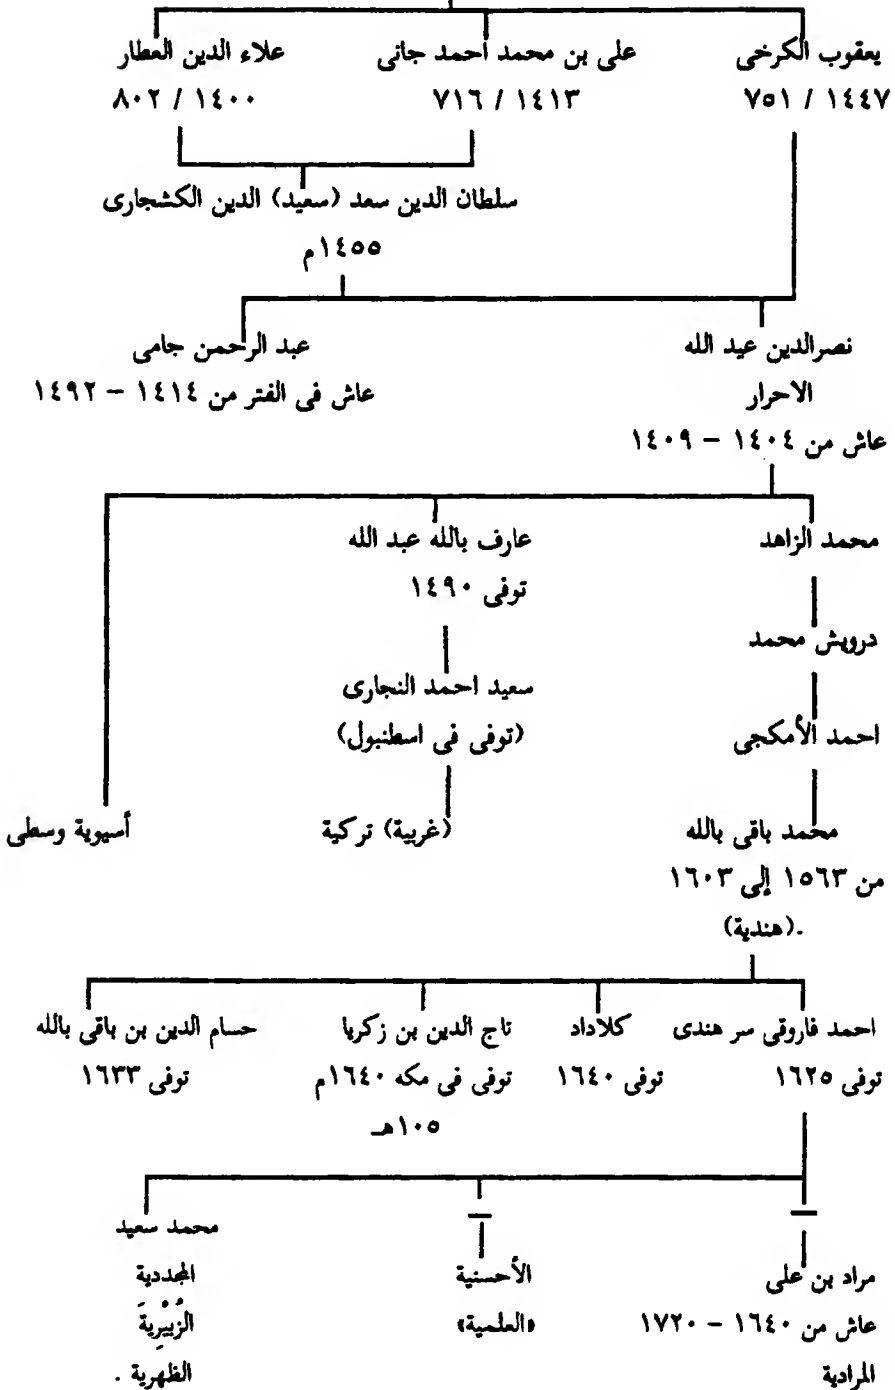 يعقوب الكرخى
على بن محمد احمد جانى
علاء الدين العطار
١٤٤٧ / ٧٥١
١٤١٣ / ٧١٦
١٤٠٠ / ٨٠٢
سلطان الدين سعد (سعيد) الدين الكشجارى
١٤٥٥م
نصرالدين عيد الله
الاحرار
عاش من ١٤٠٤ – ١٤٠٩
عبد الرحمن جامى
عاش فى الفتر من ١٤١٤ – ١٤٩٢
محمد الزاهد
عارف بالله عبد الله
توفى ١٤٩٠
درويش محمد
سعيد احمد النجارى
احمد الأمكجى
(توفى فى اسطنبول)
محمد باقى بالله
(غربية) تركية
أسيوية وسطى
من ١٥٦٣ إلى ١٦٠٣
(هندية).
احمد فاروقى سر هندى
كلاداد
تاج الدين بن زكريا
حسام الدين بن باقى بالله
توفى ١٦٢٥
توفى ١٦٤٠
توفى فى مكه ١٦٤٠م
توفى ١٦٣٣
١٠٥هـ
محمد سعيد
مراد بن على
الأحسنية
المجددية
عاش من ١٦٤٠ – ١٧٢٠
«العلمية»
الزُبَيْرِيةَ
المرادية
الظهرية .